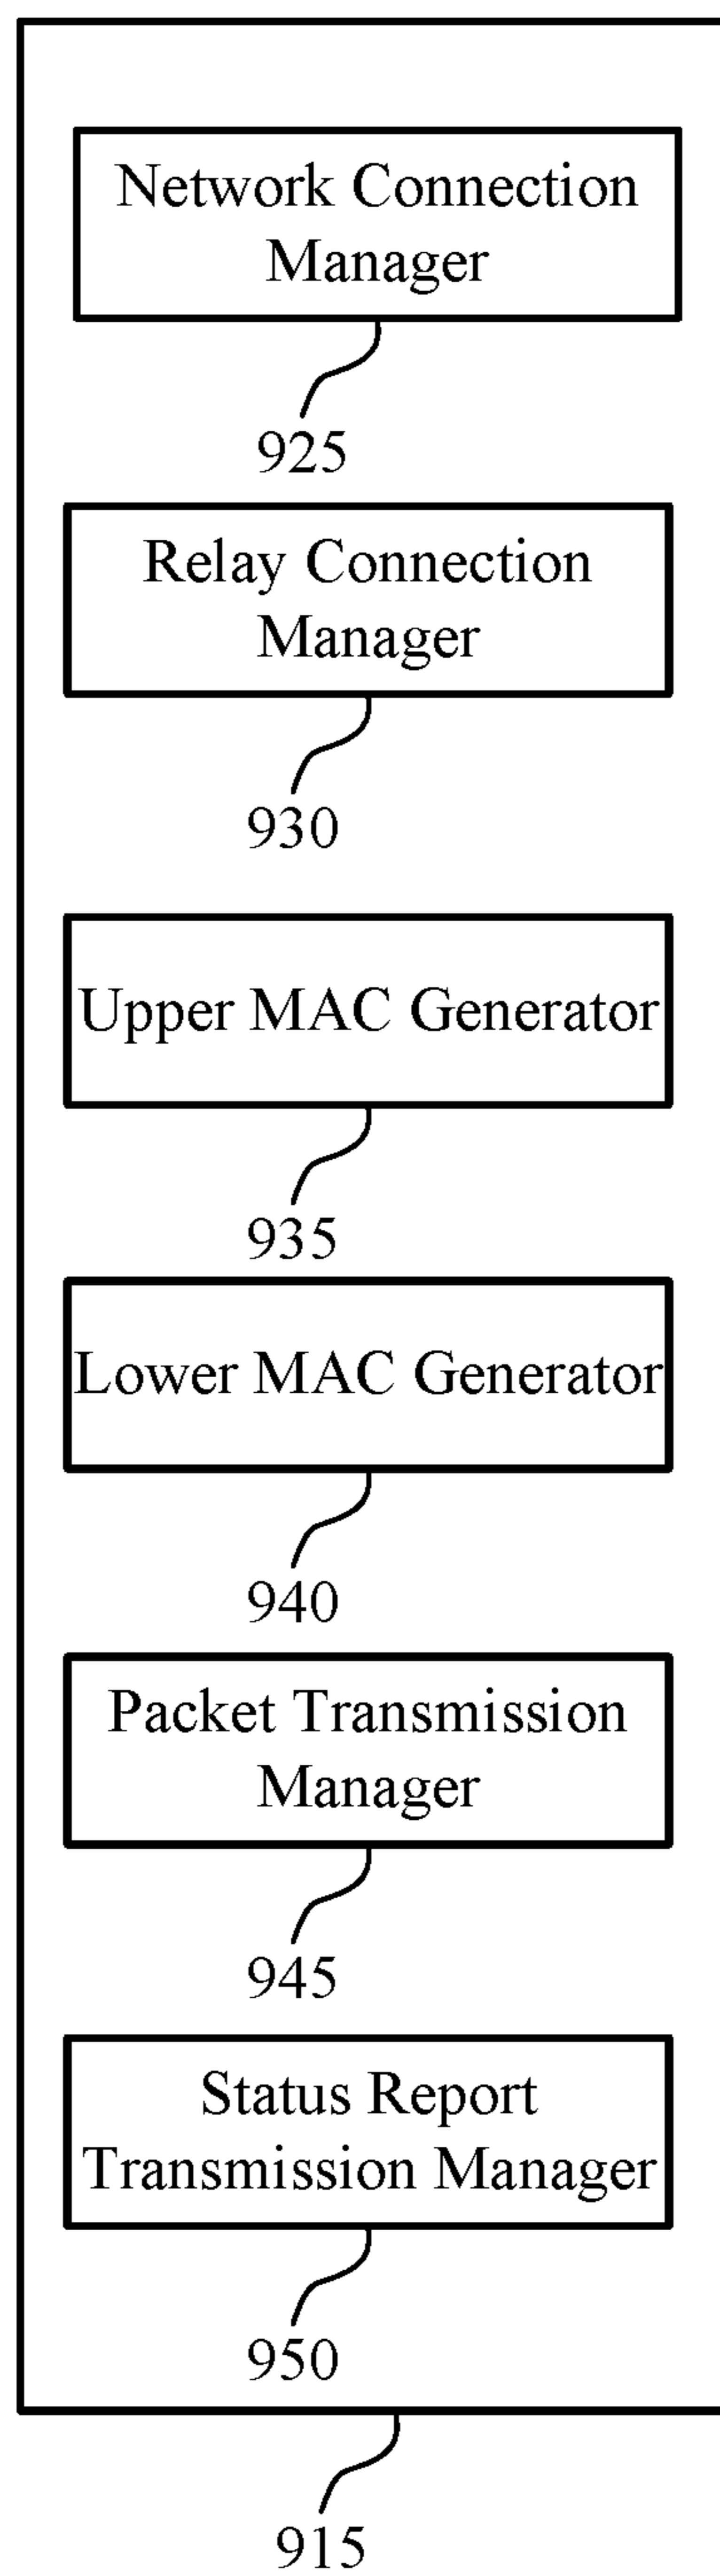 Network Connection
Manager
925
Relay Connection
Manager
930
Upper MAC Generator
935
Lower MAC Generator
940
Packet Transmission
Manager
945
Status Report
Transmission Manager
950
915